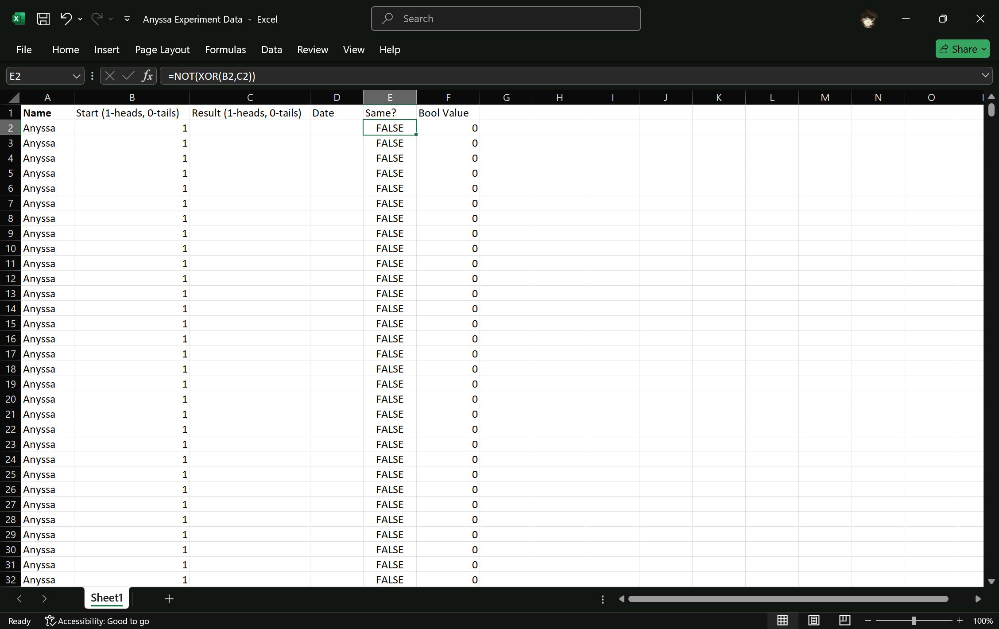 Anyssa Experiment Data - Excel
Search
File Home Insert Page Layout Formulas Data Review View Help
Share
E2 fx =NOT(XOR(B2,C2))
A B C D E F G H I J K L M N O
1 Name Start (1-heads, 0-tails) Result (1-heads, 0-tails) Date Same? Bool Value
2 Anyssa 1 FALSE 0
3 Anyssa 1 FALSE 0
4 Anyssa 1 FALSE 0
5 Anyssa 1 FALSE 0
6 Anyssa 1 FALSE 0
7 Anyssa 1 FALSE 0
8 Anyssa 1 FALSE 0
9 Anyssa 1 FALSE 0
10 Anyssa 1 FALSE 0
11 Anyssa 1 FALSE 0
12 Anyssa 1 FALSE 0
13 Anyssa 1 FALSE 0
14 Anyssa 1 FALSE 0
15 Anyssa 1 FALSE 0
16 Anyssa 1 FALSE 0
17 Anyssa 1 FALSE 0
18 Anyssa 1 FALSE 0
19 Anyssa 1 FALSE 0
20 Anyssa 1 FALSE 0
21 Anyssa 1 FALSE 0
22 Anyssa 1 FALSE 0
23 Anyssa 1 FALSE 0
24 Anyssa 1 FALSE 0
25 Anyssa 1 FALSE 0
26 Anyssa 1 FALSE 0
27 Anyssa 1 FALSE 0
28 Anyssa 1 FALSE 0
29 Anyssa 1 FALSE 0
30 Anyssa 1 FALSE 0
31 Anyssa 1 FALSE 0
32 Anyssa 1 FALSE 0
Sheet1
Ready Accessibility: Good to go 100%